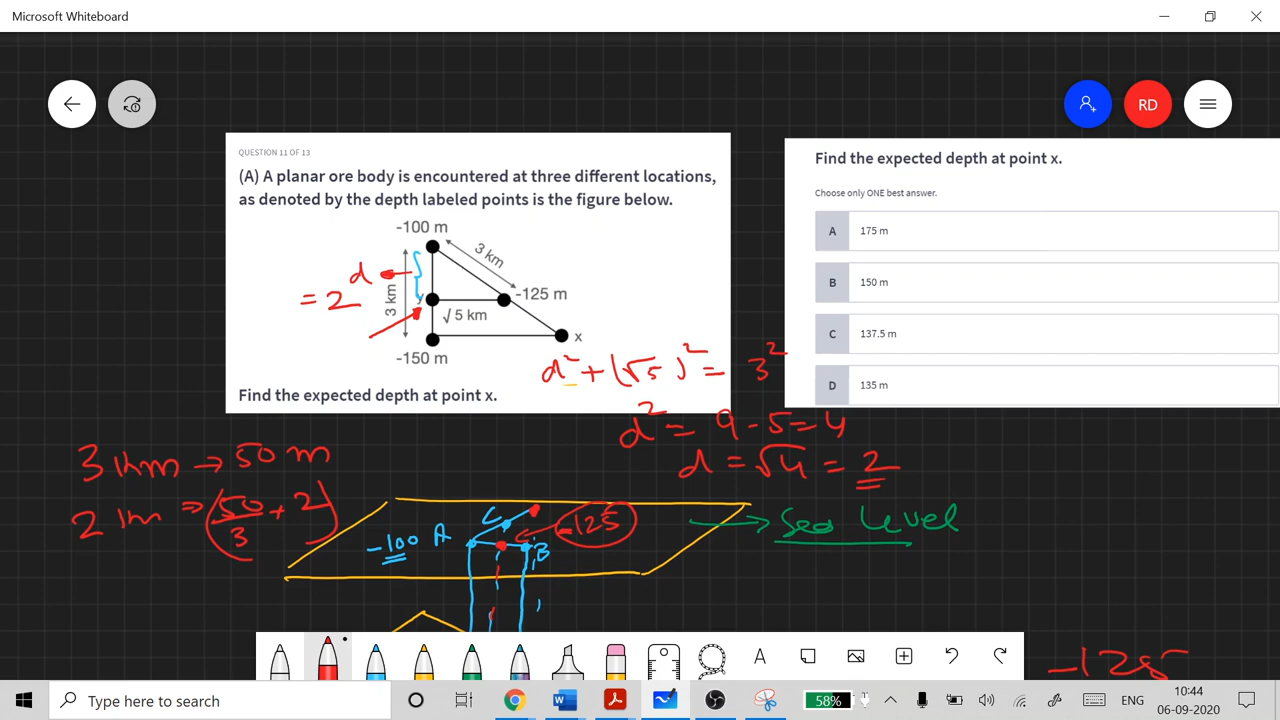 Microsoft Whiteboard
RD
QUESTION 11 OF 13
(A) A planar ore body is encountered at three different locations,
as denoted by the depth labeled points is the figure below.
-100 m
3 km
d
= 2
3 km
-125 m
√5 km
x
-150 m
Find the expected depth at point x.
Find the expected depth at point x.
Choose only ONE best answer.
A 175 m
B 150 m
C 137.5 m
D 135 m
d² + (√5)² = 3²
d² = 9 - 5 = 4
d = √4 = 2
3 km → 50 m
2 km ⇒ (50/3 + 2)
-100 A
C
B
-125
Sea Level
-125
A
Type here to search
58%
ENG
10:44
06-09-2020